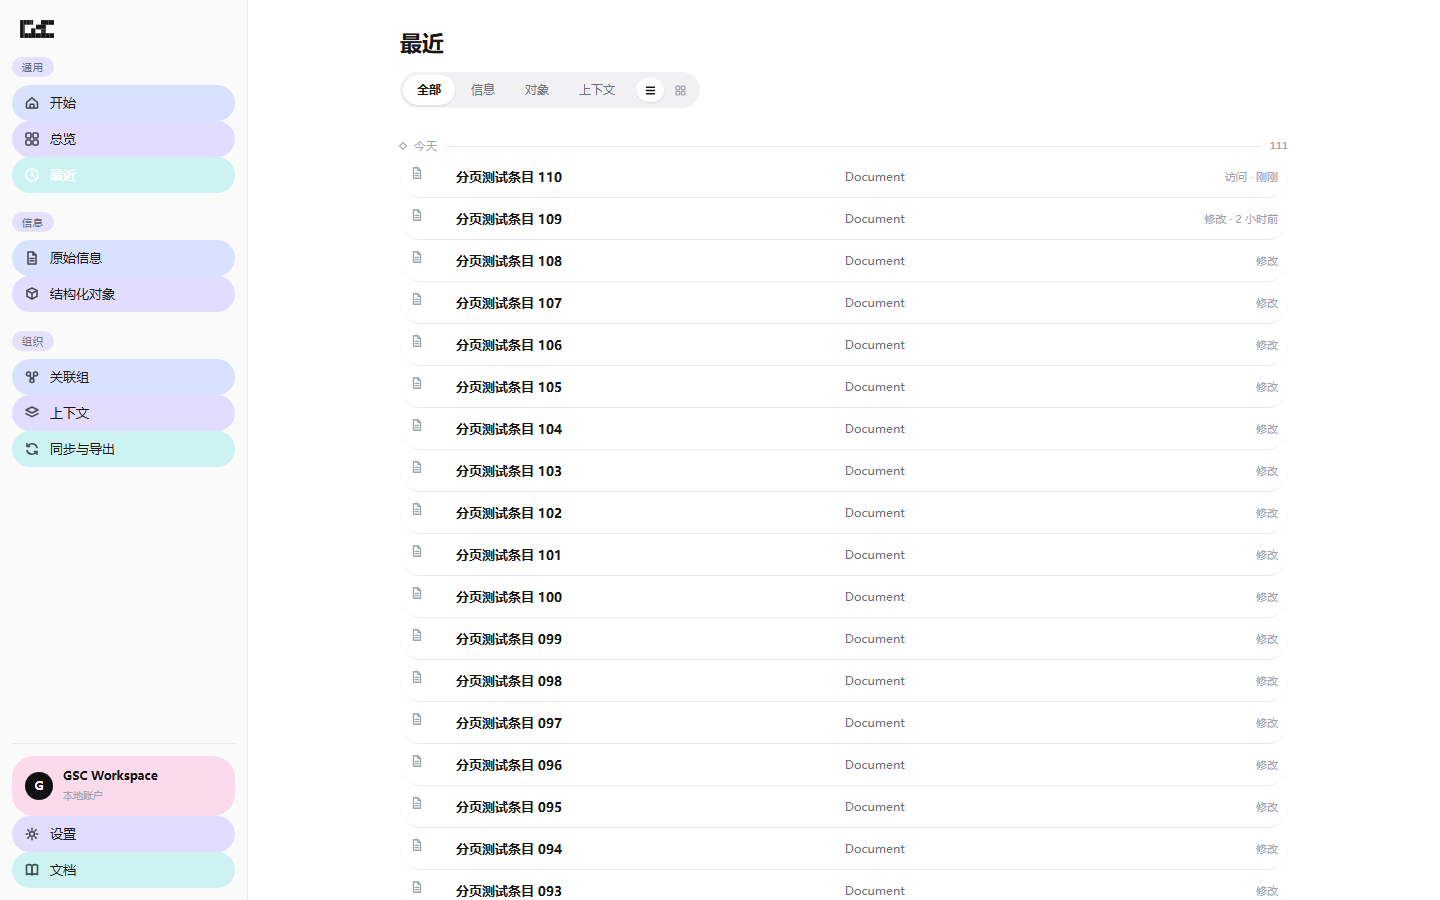 GSC
通用
开始
总览
最近
信息
原始信息
结构化对象
组织
关联组
上下文
同步与导出
G
GSC Workspace
本地账户
设置
文档
最近
全部 信息 对象 上下文
今天 111
分页测试条目 110 Document 访问 · 刚刚
分页测试条目 109 Document 修改 · 2 小时前
分页测试条目 108 Document 修改
分页测试条目 107 Document 修改
分页测试条目 106 Document 修改
分页测试条目 105 Document 修改
分页测试条目 104 Document 修改
分页测试条目 103 Document 修改
分页测试条目 102 Document 修改
分页测试条目 101 Document 修改
分页测试条目 100 Document 修改
分页测试条目 099 Document 修改
分页测试条目 098 Document 修改
分页测试条目 097 Document 修改
分页测试条目 096 Document 修改
分页测试条目 095 Document 修改
分页测试条目 094 Document 修改
分页测试条目 093 Document 修改